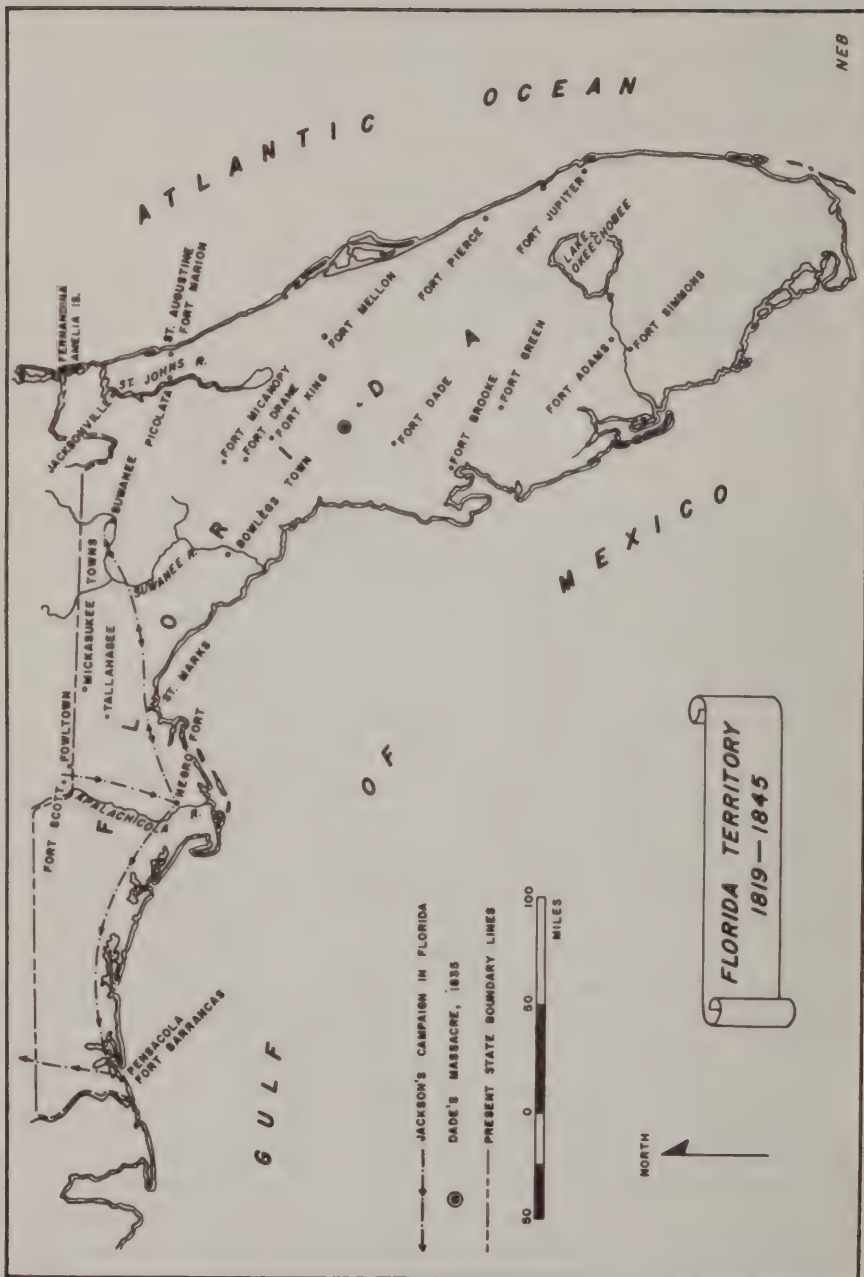 ATLANTIC OCEAN
NEB
FERNANDINA
AMELIA IS.
JACKSONVILLE
ST. JOHNS R.
ST. AUGUSTINE
FORT MARION
PICOLATA
SUWANEE
FORT MICANOPY
FORT DRANE
FORT KING
FORT MELLON
FORT PIERCE
FORT JUPITER
LAKE
OKEECHOBEE
FORT SIMMONS
FORT ADAMS
FORT GREEN
FORT BROOKE
FORT DADE
FLORIDA
BOWLEGS TOWN
SUWANEE R.
MICKASUKEE TOWNS
TALLAHASEE
ST. MARKS
FOWLTOWN
FORT SCOTT
APALACHICOLA R.
NEGRO FORT
PENSACOLA
FORT BARRANCAS
GULF OF MEXICO
JACKSON'S CAMPAIGN IN FLORIDA
DADE'S MASSACRE, 1835
PRESENT STATE BOUNDARY LINES
50 0 50 100
MILES
NORTH
FLORIDA TERRITORY
1819—1845